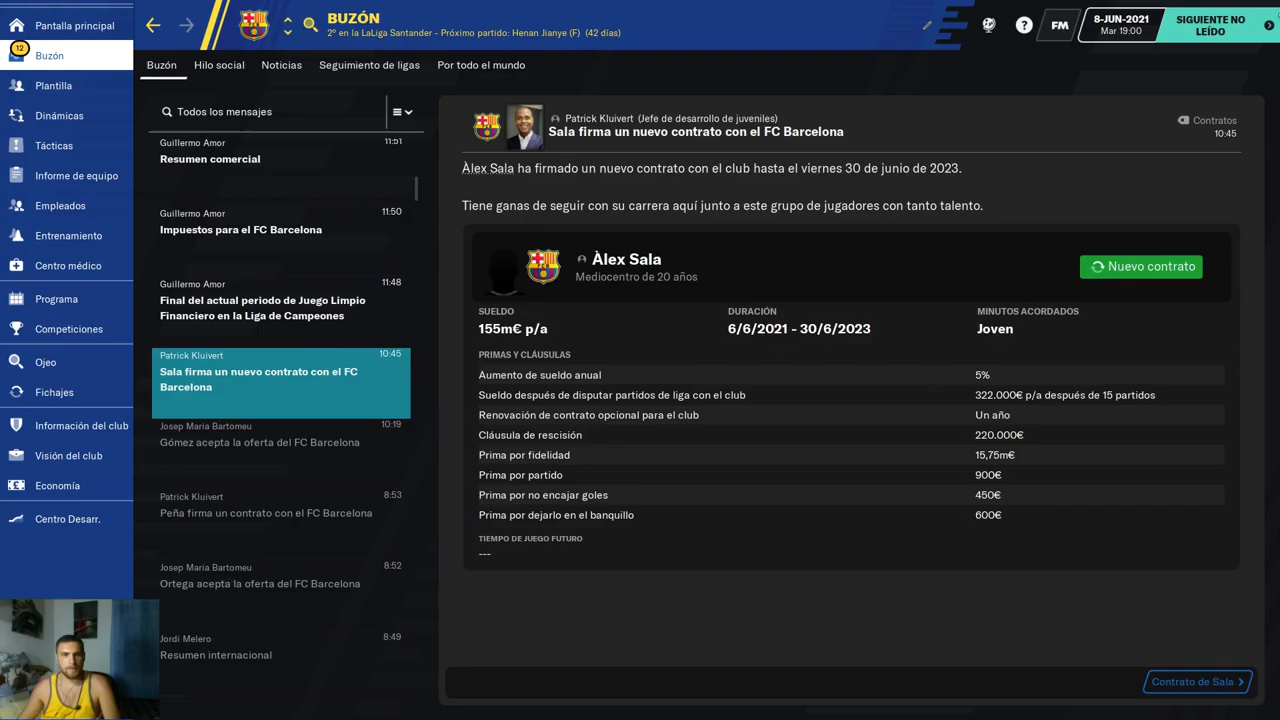 Pantalla principal
12
Buzón
Plantilla
Dinámicas
Tácticas
Informe de equipo
Empleados
Entrenamiento
Centro médico
Programa
Competiciones
Ojeo
Fichajes
Información del club
Visión del club
Economía
Centro Desarr.
BUZÓN
2º en la LaLiga Santander - Próximo partido: Henan Jianye (F) (42 días)
?
FM
8-JUN-2021
Mar 19:00
SIGUIENTE NO
LEÍDO
Buzón
Hilo social
Noticias
Seguimiento de ligas
Por todo el mundo
Todos los mensajes
Guillermo Amor 11:51
Resumen comercial
Guillermo Amor 11:50
Impuestos para el FC Barcelona
Guillermo Amor 11:48
Final del actual periodo de Juego Limpio
Financiero en la Liga de Campeones
Patrick Kluivert 10:45
Sala firma un nuevo contrato con el FC
Barcelona
Josep Maria Bartomeu 10:19
Gómez acepta la oferta del FC Barcelona
Patrick Kluivert 8:53
Peña firma un contrato con el FC Barcelona
Josep Maria Bartomeu 8:52
Ortega acepta la oferta del FC Barcelona
Jordi Melero 8:49
Resumen internacional
Patrick Kluivert (Jefe de desarrollo de juveniles)
Sala firma un nuevo contrato con el FC Barcelona
Contratos
10:45
Àlex Sala ha firmado un nuevo contrato con el club hasta el viernes 30 de junio de 2023.
Tiene ganas de seguir con su carrera aquí junto a este grupo de jugadores con tanto talento.
Àlex Sala
Mediocentro de 20 años
Nuevo contrato
SUELDO DURACIÓN MINUTOS ACORDADOS
155m€ p/a 6/6/2021 - 30/6/2023 Joven
PRIMAS Y CLÁUSULAS
Aumento de sueldo anual 5%
Sueldo después de disputar partidos de liga con el club 322.000€ p/a después de 15 partidos
Renovación de contrato opcional para el club Un año
Cláusula de rescisión 220.000€
Prima por fidelidad 15,75m€
Prima por partido 900€
Prima por no encajar goles 450€
Prima por dejarlo en el banquillo 600€
TIEMPO DE JUEGO FUTURO
---
Contrato de Sala